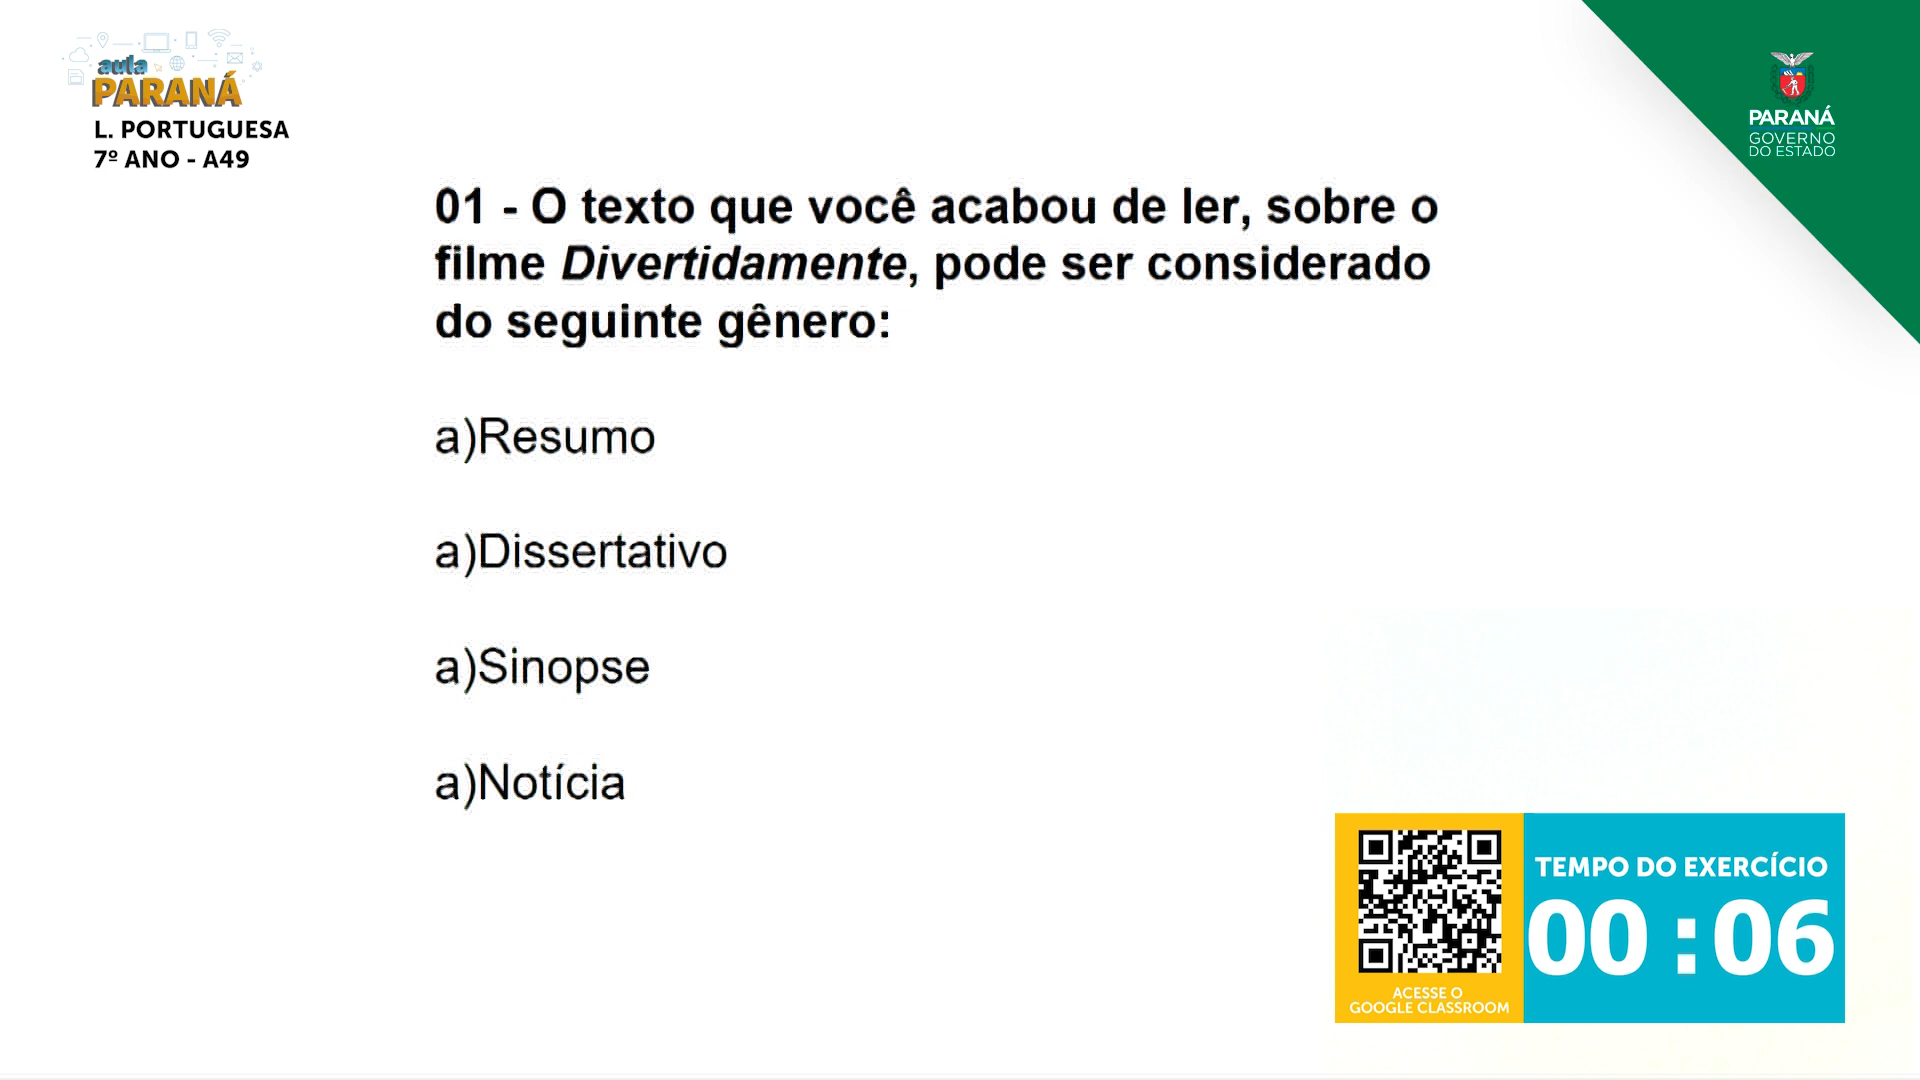 aula
PARANÁ
L. PORTUGUESA
7º ANO - A49
PARANÁ
GOVERNO
DO ESTADO
01 - O texto que você acabou de ler, sobre o
filme Divertidamente, pode ser considerado
do seguinte gênero:
a)Resumo
a)Dissertativo
a)Sinopse
a)Notícia
ACESSE O
GOOGLE CLASSROOM
TEMPO DO EXERCÍCIO
00 : 06